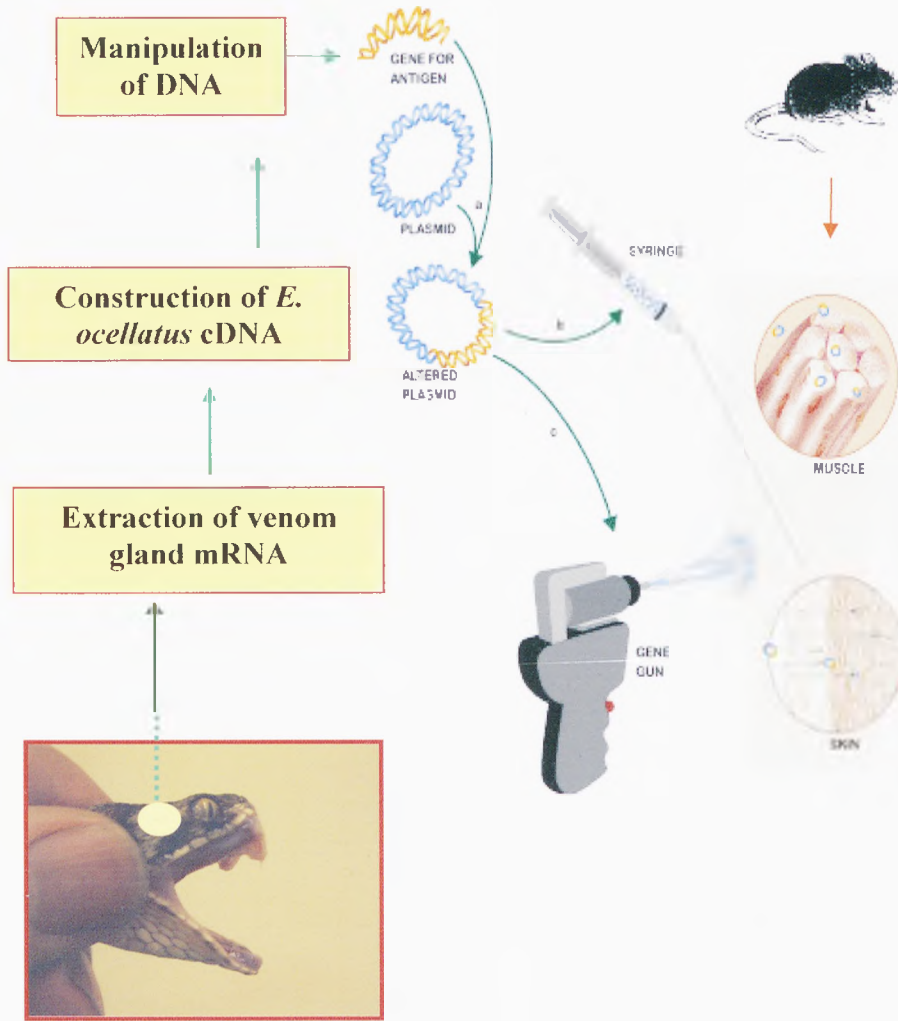 Manipulation
of DNA
GENE FOR
ANTIGEN
PLASMID
a
SYRINGE
Construction of E.
ocellatus cDNA
b
ALTERED
PLASMID
c
MUSCLE
Extraction of venom
gland mRNA
GENE
GUN
SKIN